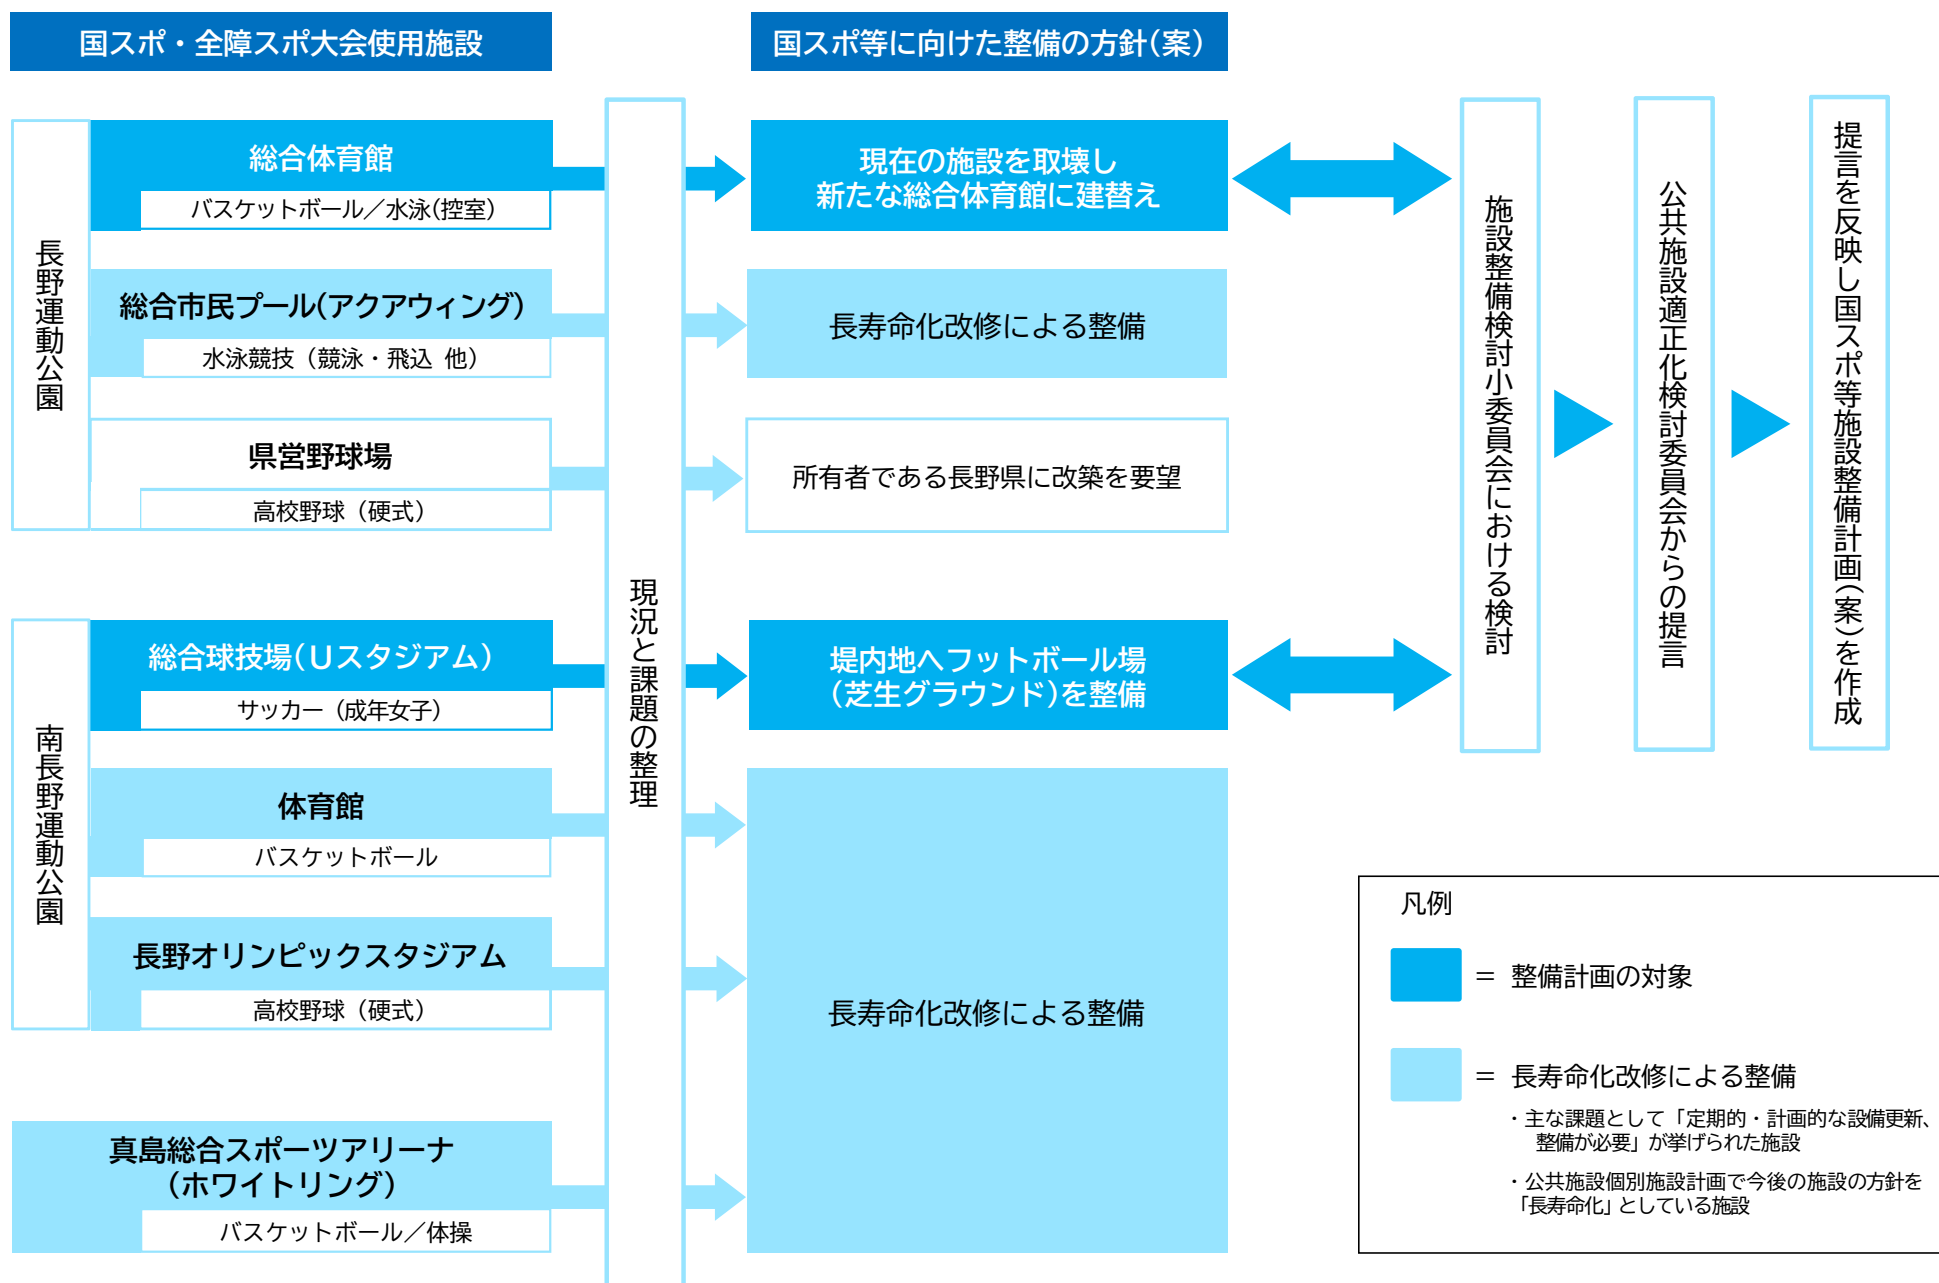 国スポ・全障スポ大会使用施設
国スポ等に向けた整備の方針(案)
長野運動公園
総合体育館
バスケットボール／水泳(控室)
総合市民プール(アクアウィング)
水泳競技（競泳・飛込 他）
県営野球場
高校野球（硬式）
南長野運動公園
総合球技場(Ｕスタジアム)
サッカー（成年女子）
体育館
バスケットボール
長野オリンピックスタジアム
高校野球（硬式）
真島総合スポーツアリーナ
(ホワイトリング)
バスケットボール／体操
現況と課題の整理
現在の施設を取壊し
新たな総合体育館に建替え
長寿命化改修による整備
所有者である長野県に改築を要望
堤内地へフットボール場
(芝生グラウンド)を整備
長寿命化改修による整備
施設整備検討小委員会における検討
公共施設適正化検討委員会からの提言
提言を反映し国スポ等施設整備計画(案)を作成
凡例
＝ 整備計画の対象
＝ 長寿命化改修による整備
・主な課題として「定期的・計画的な設備更新、
整備が必要」が挙げられた施設
・公共施設個別施設計画で今後の施設の方針を
「長寿命化」としている施設